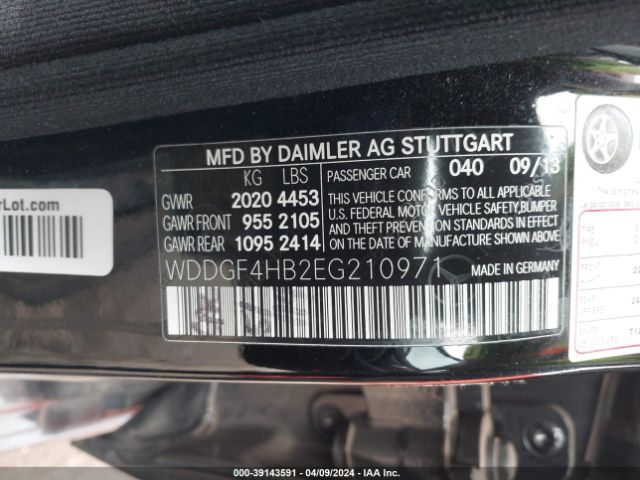 MFD BY DAIMLER AG STUTTGART
KG LBS PASSENGER CAR 040 09/13
GVWR 2020 4453
GAWR FRONT 955 2105
GAWR REAR 1095 2414
THIS VEHICLE CONFORMS TO ALL APPLICABLE
U.S. FEDERAL MOTOR VEHICLE SAFETY,BUMPER
AND THEFT PREVENTION STANDARDS IN EFFECT
ON THE DATE OF MANUFACTURE SHOWN ABOVE.
WDDGF4HB2EG210971 MADE IN GERMANY
rLot.com
000-39143591 / 04/09/2024 / IAA Inc.